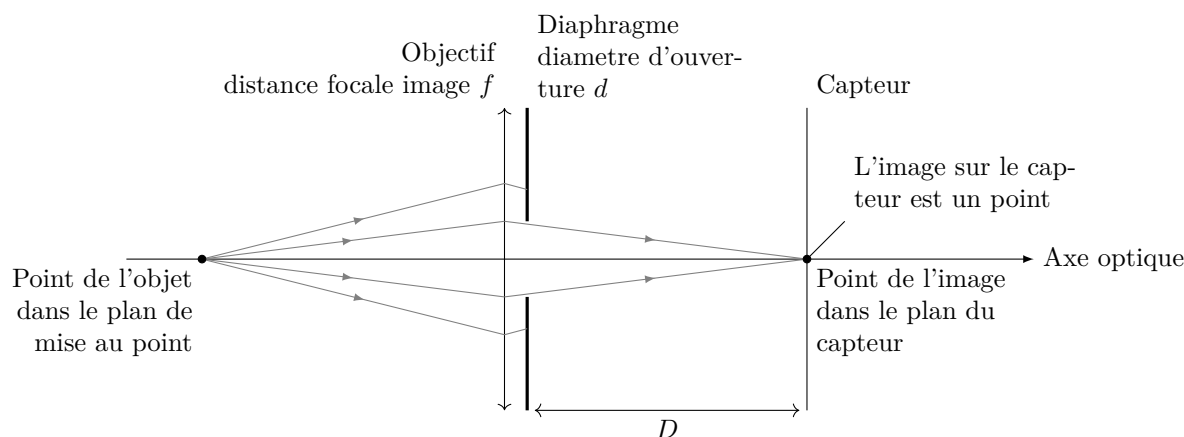 Objectif
distance focale image f
Diaphragme
diametre d'ouver-
ture d
Capteur
L'image sur le cap-
teur est un point
Axe optique
Point de l'objet
dans le plan de
mise au point
Point de l'image
dans le plan du
capteur
D